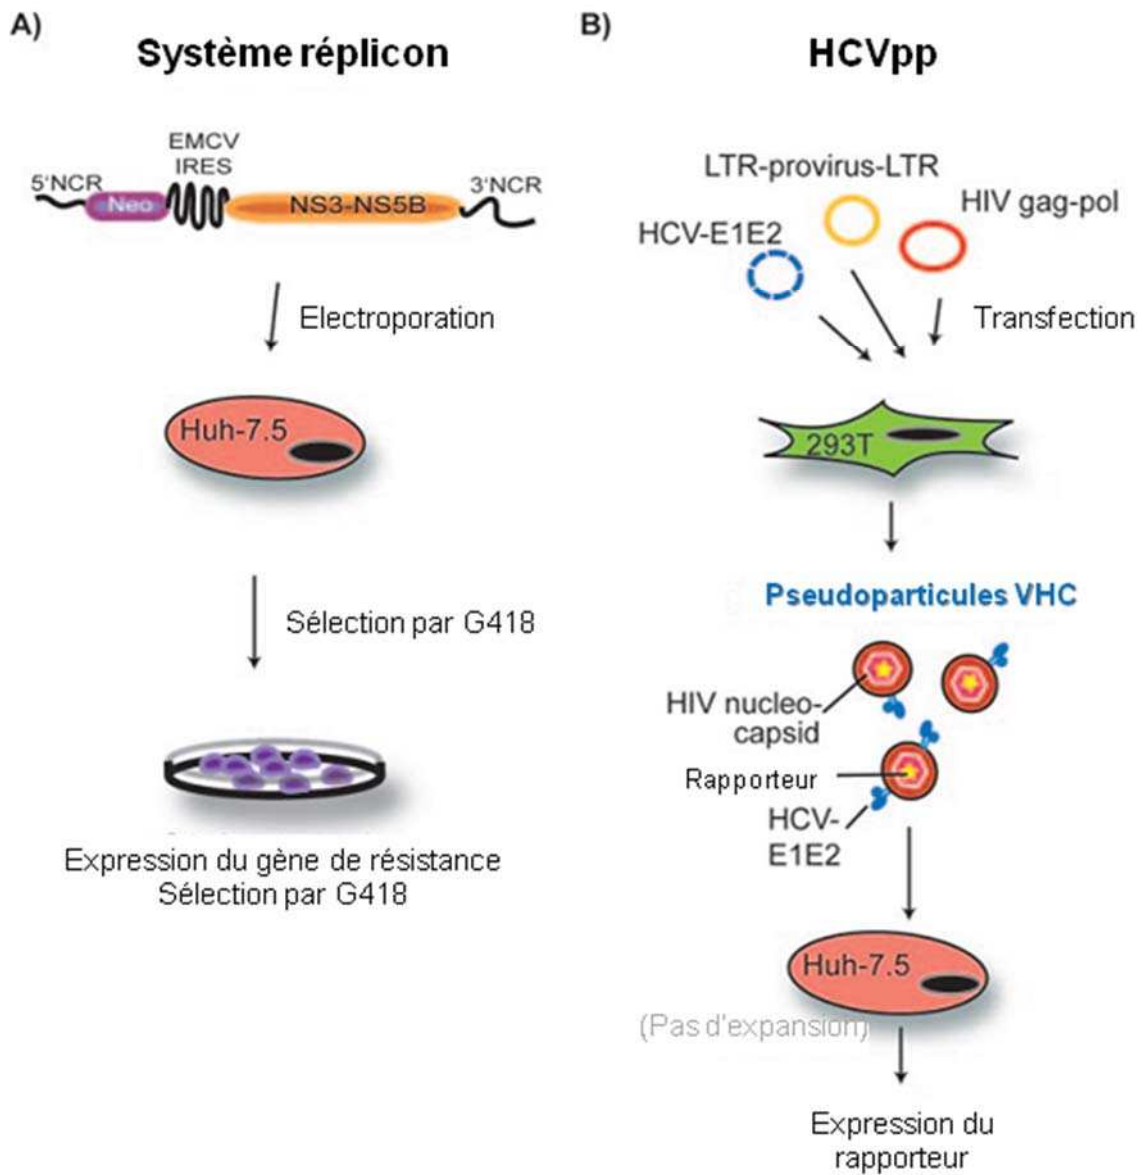 A)
Système réplicon
EMCV
IRES
5'NCR
Neo
NS3-NS5B
3'NCR
Electroporation
Huh-7.5
Sélection par G418
Expression du gène de résistance
Sélection par G418
B)
HCVpp
LTR-provirus-LTR
HIV gag-pol
HCV-E1E2
Transfection
293T
Pseudoparticules VHC
HIV nucleo-
capsid
Rapporteur
HCV-
E1E2
Huh-7.5
(Pas d'expansion)
Expression du
rapporteur